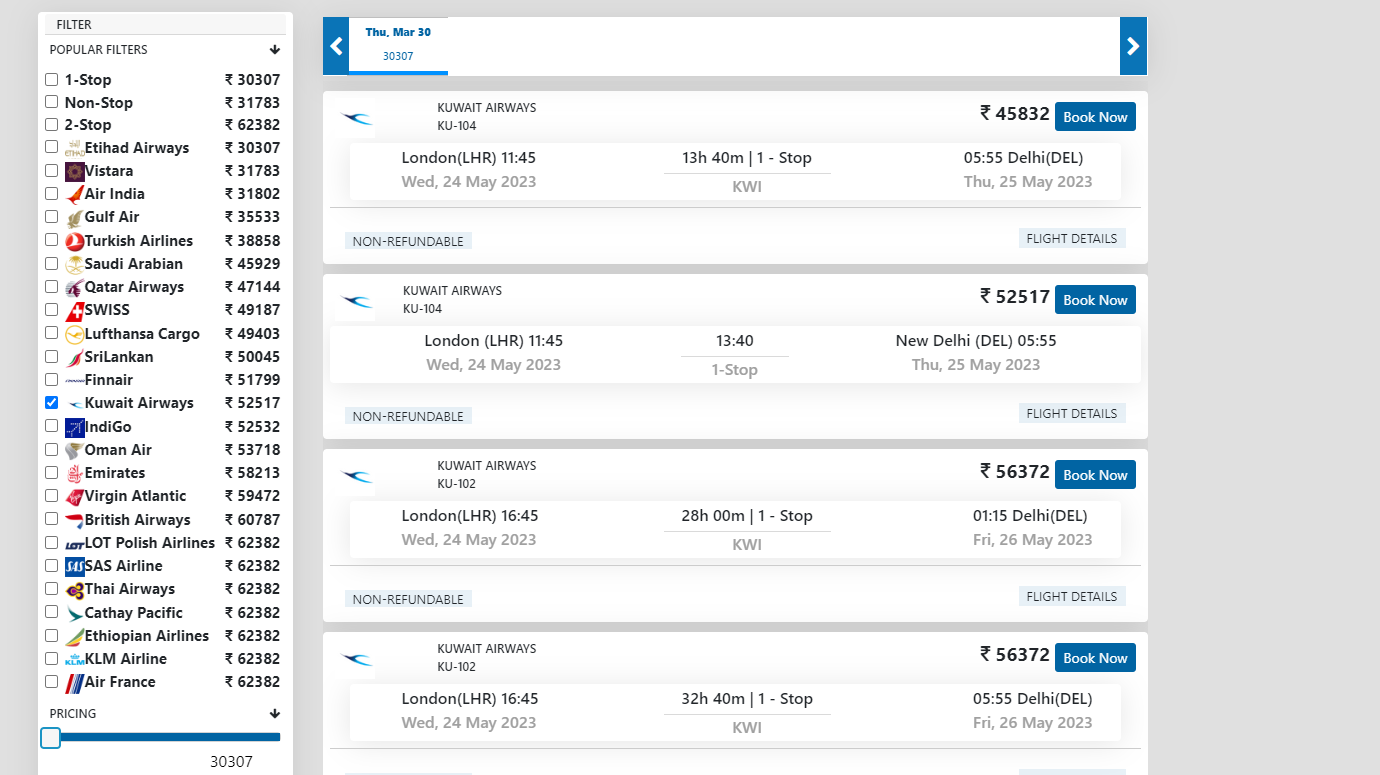 FILTER
POPULAR FILTERS
1-Stop ₹ 30307
Non-Stop ₹ 31783
2-Stop ₹ 62382
ETIHAD Etihad Airways ₹ 30307
Vistara ₹ 31783
Air India ₹ 31802
Gulf Air ₹ 35533
Turkish Airlines ₹ 38858
Saudi Arabian ₹ 45929
Qatar Airways ₹ 47144
SWISS ₹ 49187
Lufthansa Cargo ₹ 49403
SriLankan ₹ 50045
Finnair ₹ 51799
Kuwait Airways ₹ 52517
IndiGo ₹ 52532
Oman Air ₹ 53718
Emirates ₹ 58213
Virgin Atlantic ₹ 59472
British Airways ₹ 60787
LOT LOT Polish Airlines ₹ 62382
SAS SAS Airline ₹ 62382
Thai Airways ₹ 62382
Cathay Pacific ₹ 62382
Ethiopian Airlines ₹ 62382
KLM KLM Airline ₹ 62382
Air France ₹ 62382
PRICING
30307
Thu, Mar 30
30307
KUWAIT AIRWAYS
KU-104
₹ 45832 Book Now
London(LHR) 11:45 13h 40m | 1 - Stop 05:55 Delhi(DEL)
Wed, 24 May 2023 KWI Thu, 25 May 2023
NON-REFUNDABLE FLIGHT DETAILS
KUWAIT AIRWAYS
KU-104
₹ 52517 Book Now
London (LHR) 11:45 13:40 New Delhi (DEL) 05:55
Wed, 24 May 2023 1-Stop Thu, 25 May 2023
NON-REFUNDABLE FLIGHT DETAILS
KUWAIT AIRWAYS
KU-102
₹ 56372 Book Now
London(LHR) 16:45 28h 00m | 1 - Stop 01:15 Delhi(DEL)
Wed, 24 May 2023 KWI Fri, 26 May 2023
NON-REFUNDABLE FLIGHT DETAILS
KUWAIT AIRWAYS
KU-102
₹ 56372 Book Now
London(LHR) 16:45 32h 40m | 1 - Stop 05:55 Delhi(DEL)
Wed, 24 May 2023 KWI Fri, 26 May 2023